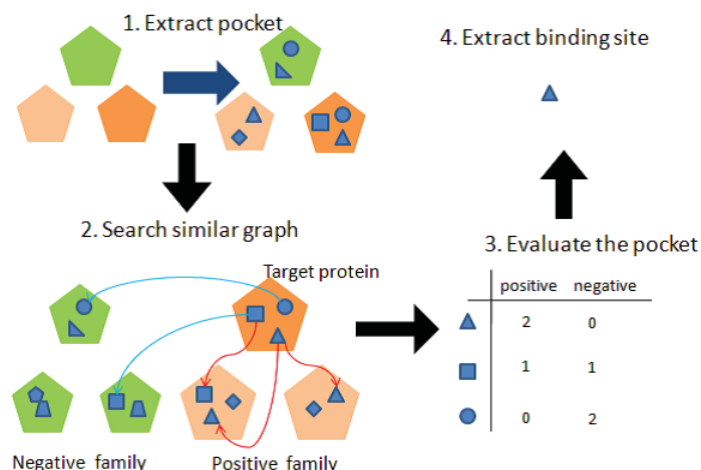 1. Extract pocket
4. Extract binding site
2. Search similar graph
Target protein
3. Evaluate the pocket
positive negative
2 0
1 1
0 2
Negative family
Positive family